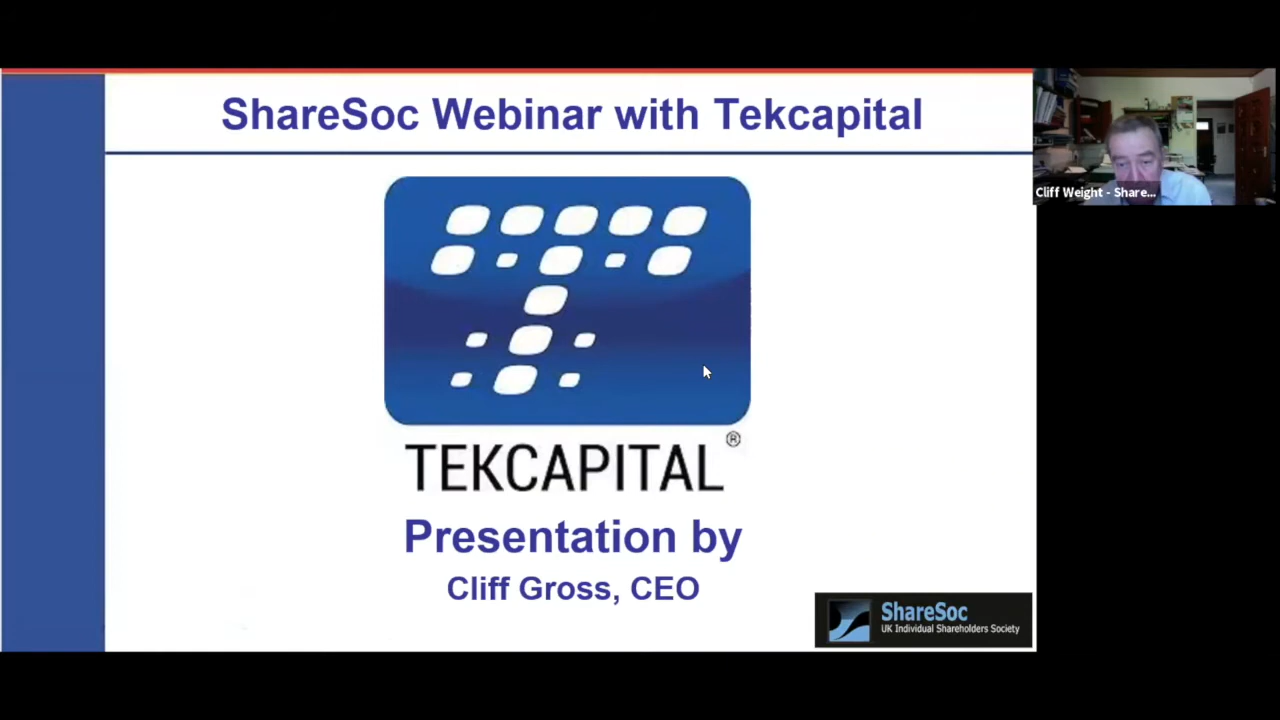 ShareSoc Webinar with Tekcapital
Cliff Weight - Share...
TEKCAPITAL®
Presentation by
Cliff Gross, CEO
ShareSoc
UK Individual Shareholders Society